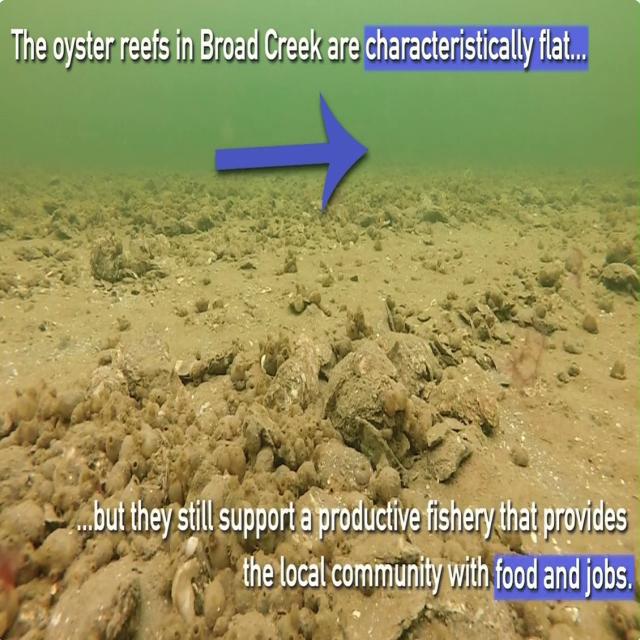 The oyster reefs in Broad Creek are characteristically flat...
...but they still support a productive fishery that provides
the local community with food and jobs.